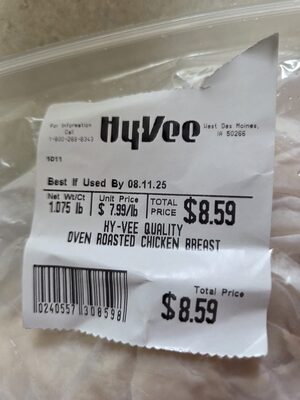 For Information
Call
1-800-289-8343
HyVee
West Des Moines,
IA 50266
1011
Best If Used By 08.11.25
Net Wt/Ct
1.075 lb
Unit Price
$ 7.99/lb
TOTAL
PRICE $8.59
HY-VEE QUALITY
OVEN ROASTED CHICKEN BREAST
Total Price
$8.59
0240557 308598